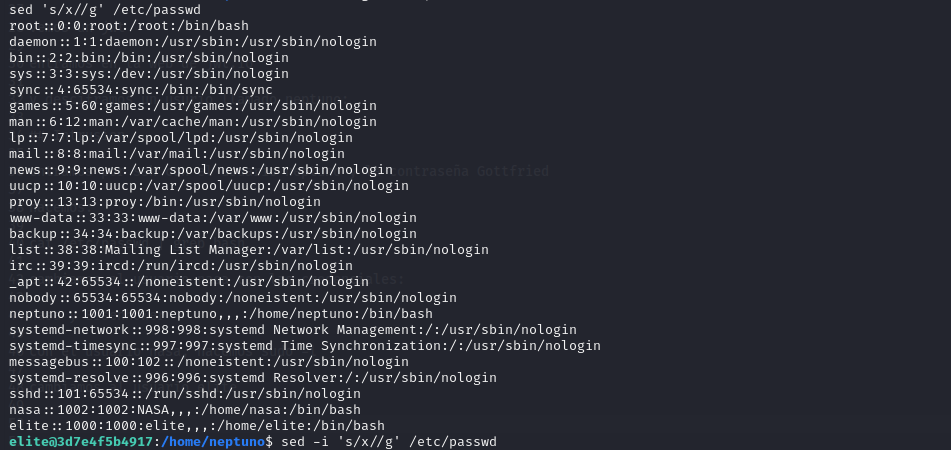 sed 's/x//g' /etc/passwd
root::0:0:root:/root:/bin/bash
daemon::1:1:daemon:/usr/sbin:/usr/sbin/nologin
bin::2:2:bin:/bin:/usr/sbin/nologin
sys::3:3:sys:/dev:/usr/sbin/nologin
sync::4:65534:sync:/bin:/bin/sync
games::5:60:games:/usr/games:/usr/sbin/nologin
man::6:12:man:/var/cache/man:/usr/sbin/nologin
lp::7:7:lp:/var/spool/lpd:/usr/sbin/nologin
mail::8:8:mail:/var/mail:/usr/sbin/nologin
news::9:9:news:/var/spool/news:/usr/sbin/nologin
contraseña Gottfried
uucp::10:10:uucp:/var/spool/uucp:/usr/sbin/nologin
proy::13:13:proy:/bin:/usr/sbin/nologin
www-data::33:33:www-data:/var/www:/usr/sbin/nologin
backup::34:34:backup:/var/backups:/usr/sbin/nologin
list::38:38:Mailing List Manager:/var/list:/usr/sbin/nologin
irc::39:39:ircd:/run/ircd:/usr/sbin/nologin
_apt::42:65534::/noneistent:/usr/sbin/nologin
nobody::65534:65534:nobody:/noneistent:/usr/sbin/nologin
neptuno::1001:1001:neptuno,,,:/home/neptuno:/bin/bash
systemd-network::998:998:systemd Network Management:/:/usr/sbin/nologin
systemd-timesync::997:997:systemd Time Synchronization:/:/usr/sbin/nologin
messagebus::100:102::/noneistent:/usr/sbin/nologin
systemd-resolve::996:996:systemd Resolver:/:/usr/sbin/nologin
sshd::101:65534::/run/sshd:/usr/sbin/nologin
nasa::1002:1002:NASA,,,:/home/nasa:/bin/bash
elite::1000:1000:elite,,,:/home/elite:/bin/bash
elite@3d7e4f5b4917:/home/neptuno$ sed -i 's/x//g' /etc/passwd